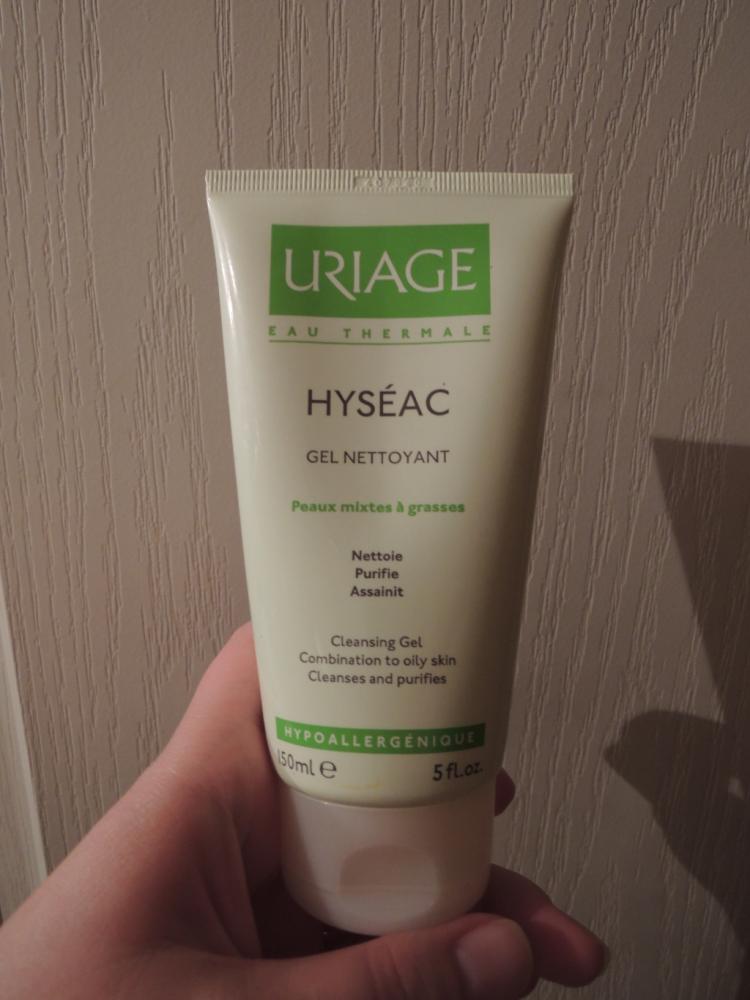 URIAGE
EAU THERMALE
HYSÉAC
GEL NETTOYANT
Peaux mixtes à grasses
Nettoie
Purifie
Assainit
Cleansing Gel
Combination to oily skin
Cleanses and purifies
HYPOALLERGÉNIQUE
150ml e 5 fl.oz.